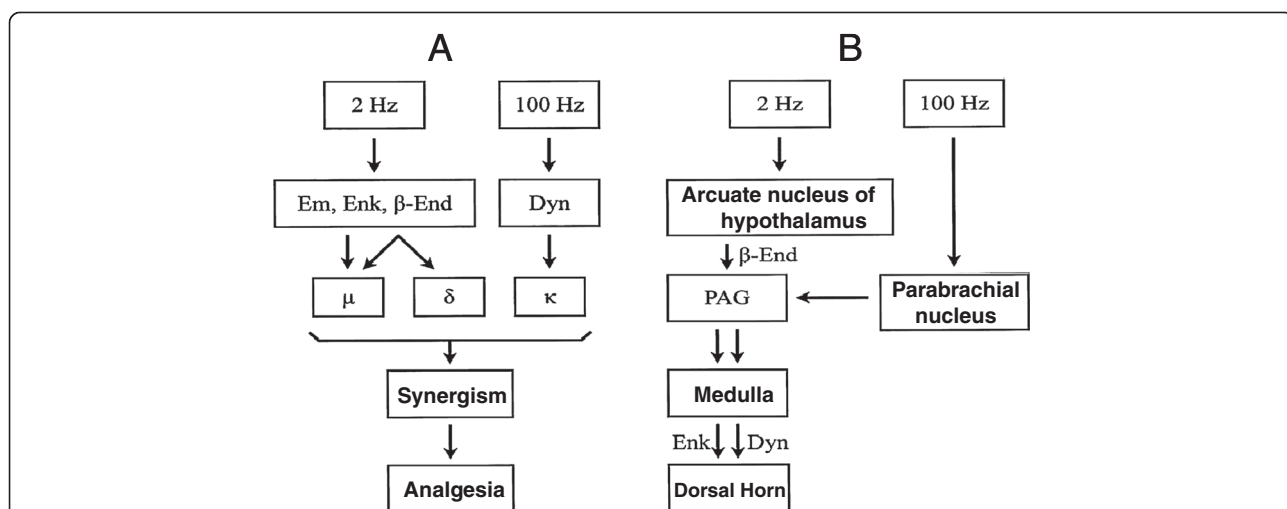 A
2 Hz
100 Hz
Em, Enk, β-End
Dyn
μ
δ
κ
Synergism
Analgesia
B
2 Hz
100 Hz
Arcuate nucleus of
hypothalamus
β-End
PAG
Parabrachial
nucleus
Medulla
Enk
Dyn
Dorsal Horn